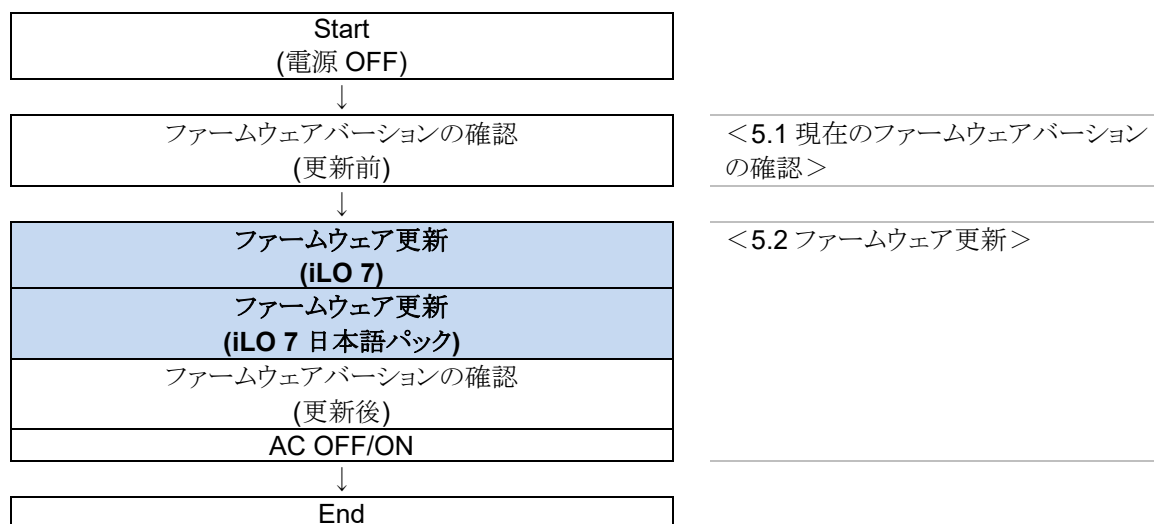 Start
(電源 OFF)
↓
ファームウェアバージョンの確認
(更新前)
＜5.1 現在のファームウェアバージョン
の確認＞
↓
ファームウェア更新
(iLO 7)
＜5.2 ファームウェア更新＞
ファームウェア更新
(iLO 7 日本語パック)
ファームウェアバージョンの確認
(更新後)
AC OFF/ON
↓
End